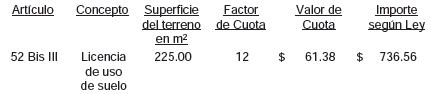 Artículo Concepto Superficie del terreno en m² Factor de Cuota Valor de Cuota Importe según Ley
52 Bis III Licencia de uso de suelo 225.00 12 $ 61.38 $ 736.56